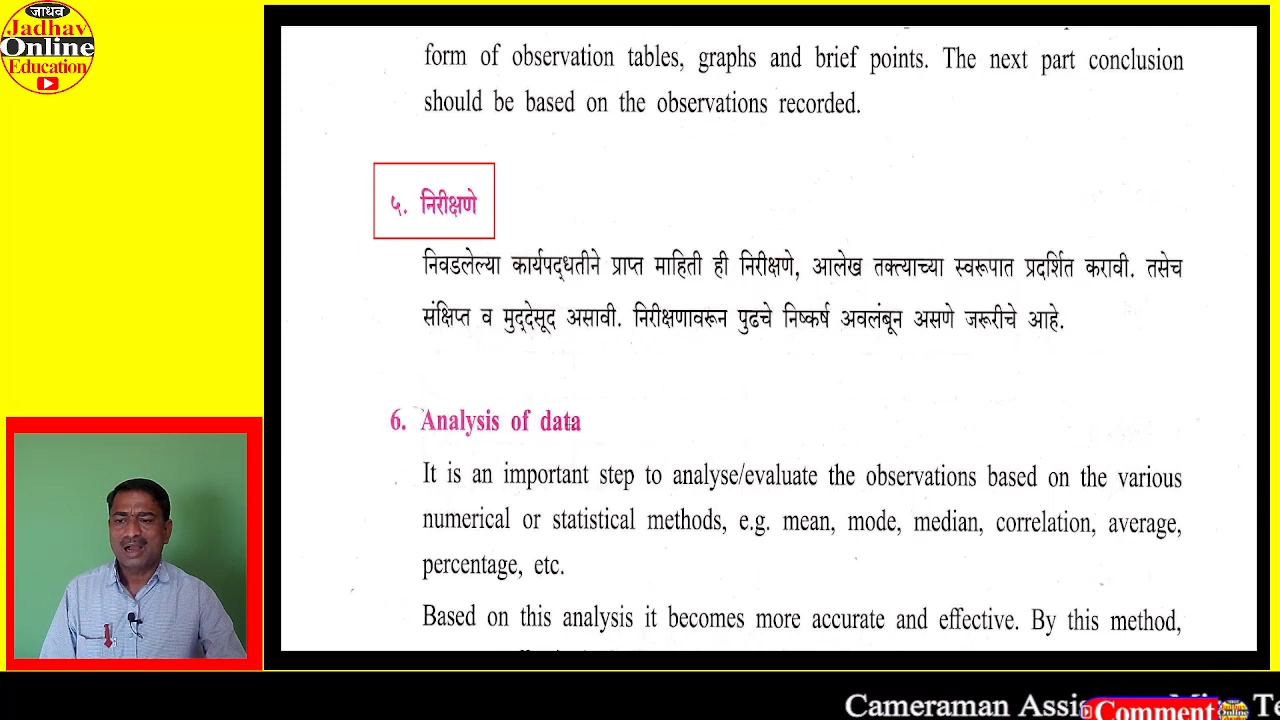 जाधव
Jadhav
Online
Education
form of observation tables, graphs and brief points. The next part conclusion
should be based on the observations recorded.
५. निरीक्षणे
निवडलेल्या कार्यपद्धतीने प्राप्त माहिती ही निरीक्षणे, आलेख तक्त्याच्या स्वरूपात प्रदर्शित करावी. तसेच
संक्षिप्त व मुद्देसूद असावी. निरीक्षणावरून पुढचे निष्कर्ष अवलंबून असणे जरूरीचे आहे.
6. Analysis of data
It is an important step to analyse/evaluate the observations based on the various
numerical or statistical methods, e.g. mean, mode, median, correlation, average,
percentage, etc.
Based on this analysis it becomes more accurate and effective. By this method,
Cameraman
Comment